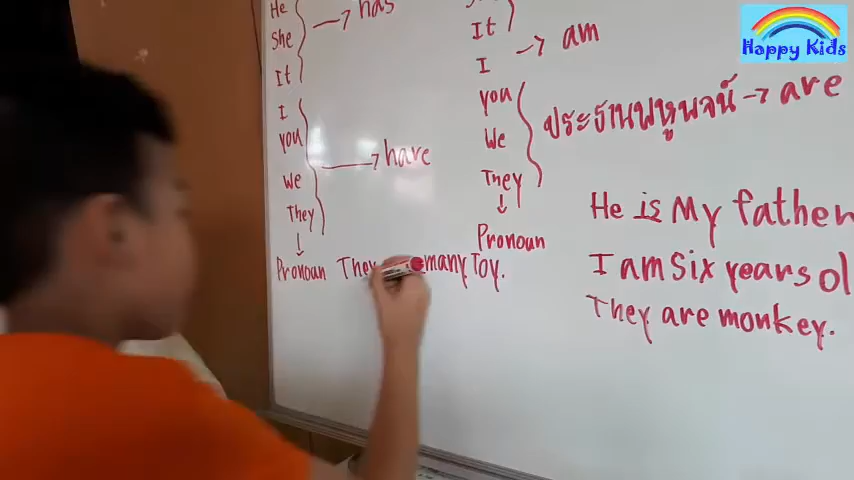 He
She
It
→ has
I
you
we
They
→ have
↓
Pronoun
They many Toy.
It
I
→ am
you
We
They
ประธานพหูพจน์ → are
↓
Pronoun
He is My father
I am Six years ol
They are monkey.
Happy Kids